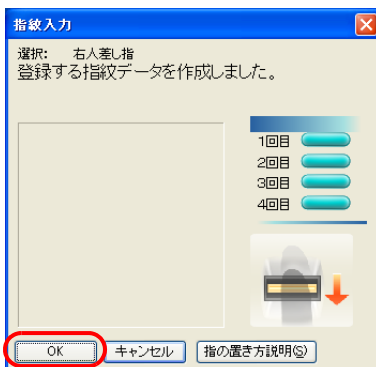 指紋入力
選択: 右人差し指
登録する指紋データを作成しました。
1回目
2回目
3回目
4回目
OK キャンセル 指の置き方説明(S)